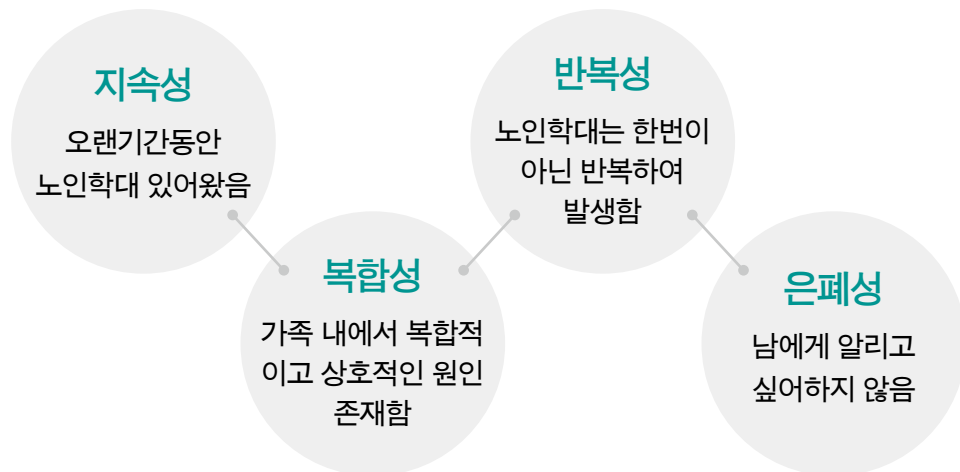 지속성
오랜기간동안
노인학대 있어왔음
복합성
가족 내에서 복합적
이고 상호적인 원인
존재함
반복성
노인학대는 한번이
아닌 반복하여
발생함
은폐성
남에게 알리고
싶어하지 않음